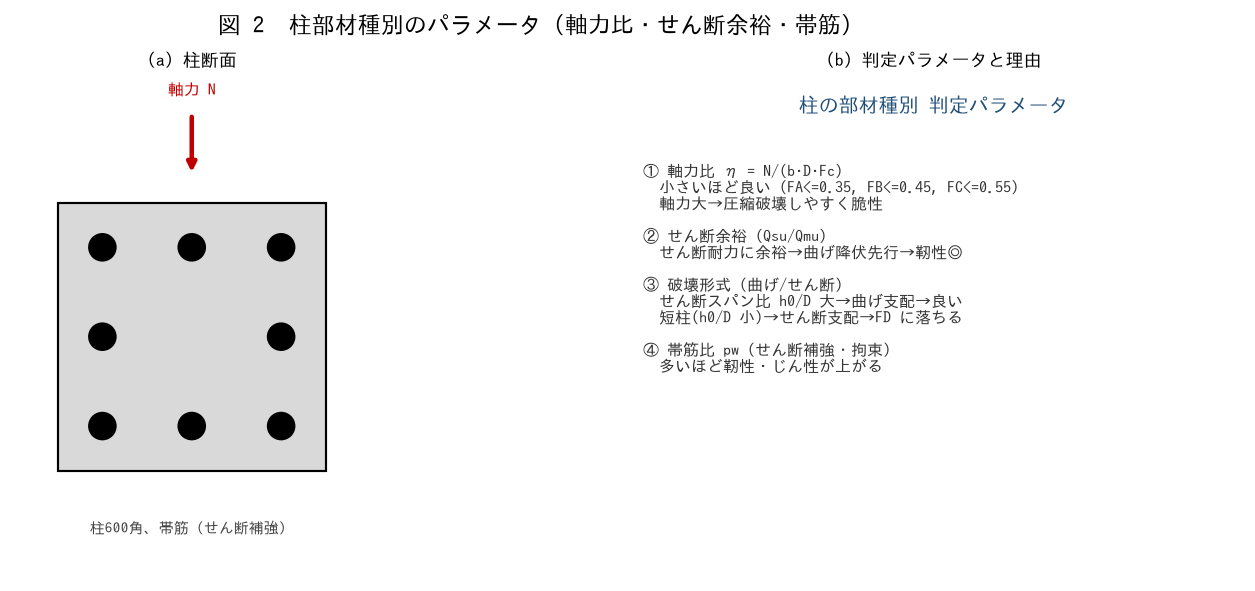 図 2　柱部材種別のパラメータ（軸力比・せん断余裕・帯筋）
（a）柱断面
軸力 N
柱600角、帯筋（せん断補強）
（b）判定パラメータと理由
柱の部材種別 判定パラメータ
① 軸力比 η = N/(b·D·Fc)
小さいほど良い（FA<=0.35, FB<=0.45, FC<=0.55）
軸力大→圧縮破壊しやすく脆性
② せん断余裕（Qsu/Qmu）
せん断耐力に余裕→曲げ降伏先行→靭性◎
③ 破壊形式（曲げ/せん断）
せん断スパン比 h0/D 大→曲げ支配→良い
短柱(h0/D 小)→せん断支配→FD に落ちる
④ 帯筋比 pw（せん断補強・拘束）
多いほど靭性・じん性が上がる